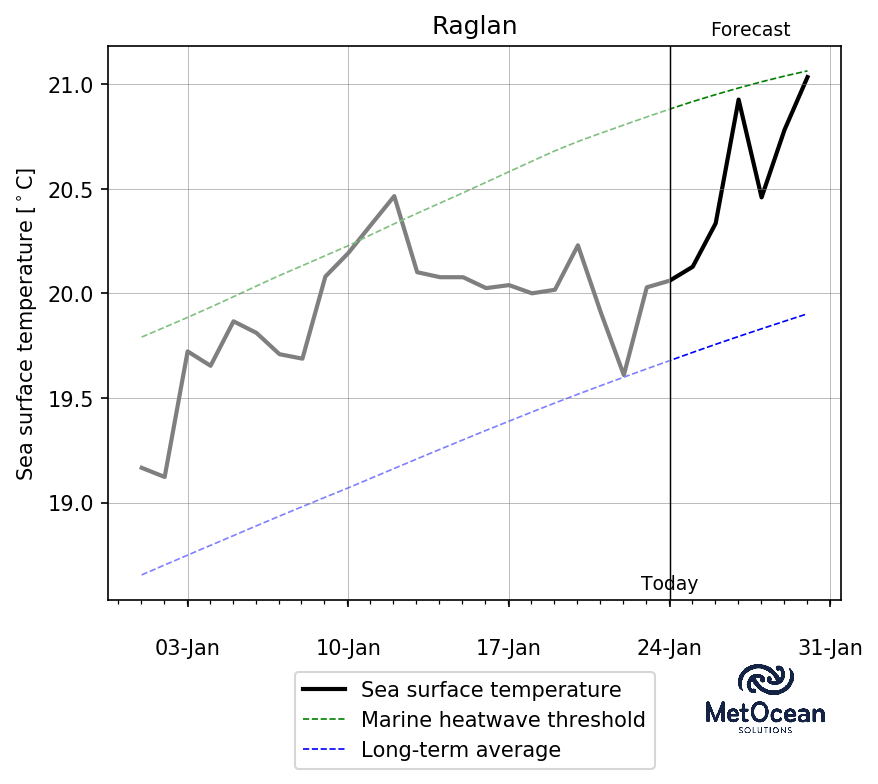 Raglan
Forecast
Sea surface temperature [°C]
21.0
20.5
20.0
19.5
19.0
Today
03-Jan 10-Jan 17-Jan 24-Jan 31-Jan
Sea surface temperature
Marine heatwave threshold
Long-term average
MetOcean
SOLUTIONS